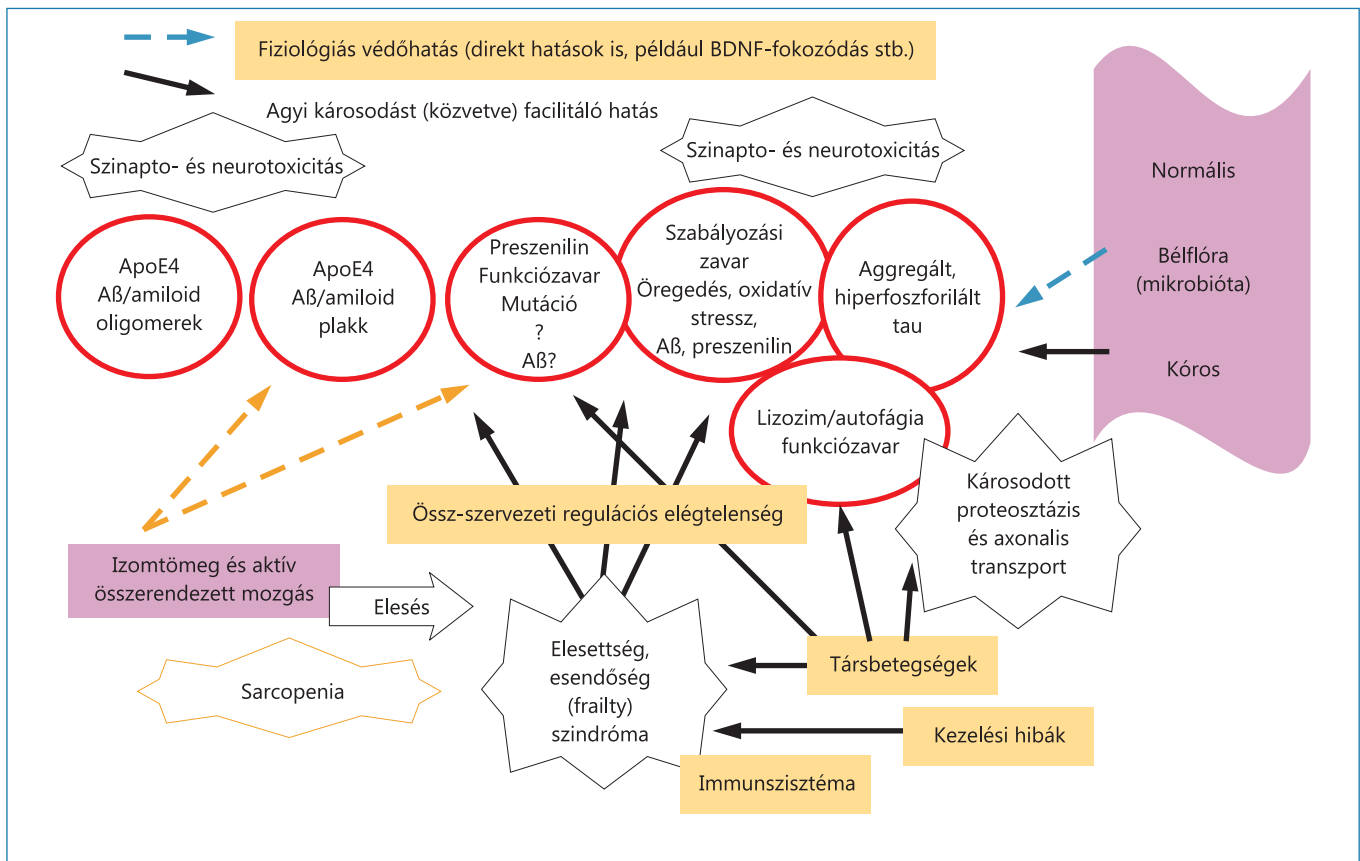 Fiziológiás védőhatás (direkt hatások is, például BDNF-fokozódás stb.)
Agyi károsodást (közvetve) facilitáló hatás
Szinapto- és neurotoxicitás
Szinapto- és neurotoxicitás
ApoE4
Aß/amiloid
oligomerek
ApoE4
Aß/amiloid
plakk
Preszenilin
Funkciózavar
Mutáció
?
Aß?
Szabályozási
zavar
Öregedés, oxidatív
stressz,
Aß, preszenilin
Aggregált,
hiperfoszforilált
tau
Normális
Bélflóra
(mikrobióta)
Kóros
Lizozim/autofágia
funkciózavar
Károsodott
proteosztázis
és axonalis
transzport
Össz-szervezeti regulációs elégtelenség
Izomtömeg és aktív
összerendezett mozgás
Elesés
Sarcopenia
Elesettség,
esendőség
(frailty)
szindróma
Társbetegségek
Kezelési hibák
Immunszisztéma